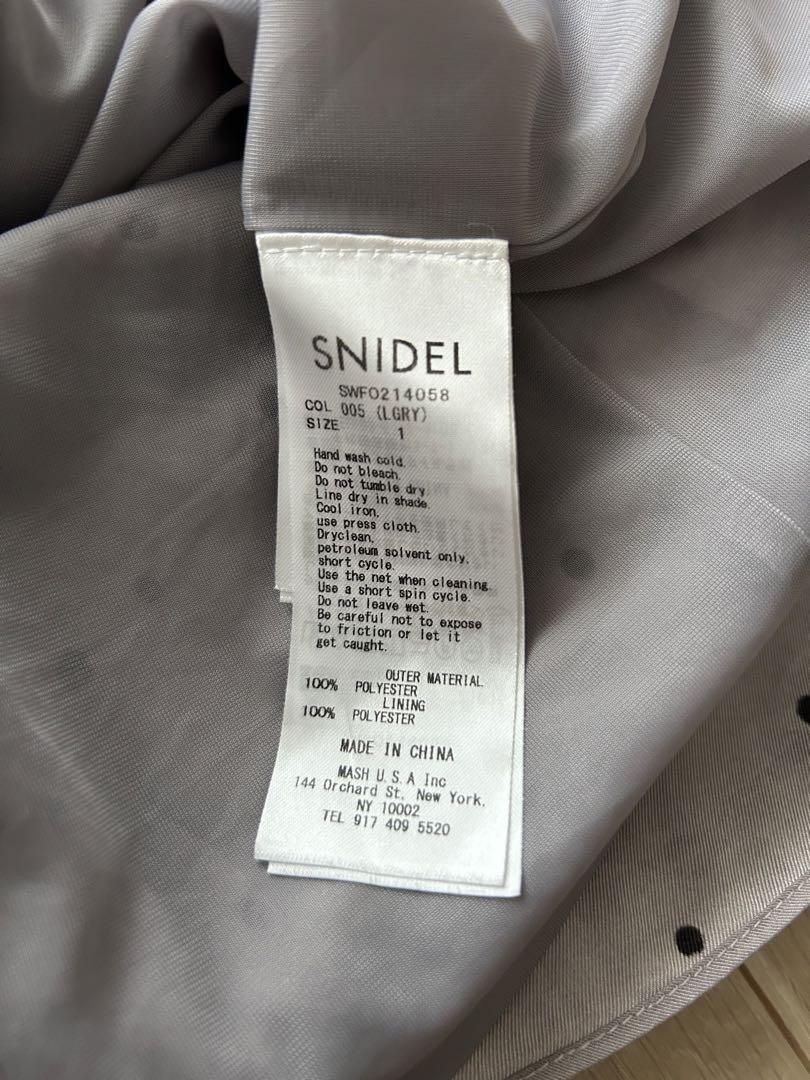 SNIDEL
SWFO214058
COL 005 (LGRY)
SIZE 1
Hand wash cold.
Do not bleach.
Do not tumble dry.
Line dry in shade.
Cool iron,
use press cloth.
Dryclean,
petroleum solvent only,
short cycle.
Use the net when cleaning.
Use a short spin cycle.
Do not leave wet.
Be careful not to expose
to friction or let it
get caught.
OUTER MATERIAL
100% POLYESTER
LINING
100% POLYESTER
MADE IN CHINA
MASH U.S.A Inc
144 Orchard St, New York,
NY 10002
TEL 917 409 5520